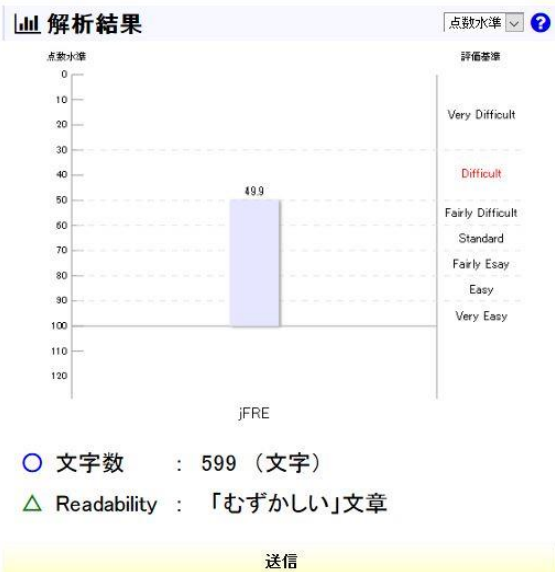 解析結果 点数水準
点数水準 評価基準
0
10
Very Difficult
20
30
40 Difficult
49.9
50
Fairly Difficult
60
Standard
70
Fairly Esay
80
Easy
90
Very Easy
100
110
120
jFRE
○ 文字数 : 599 (文字)
△ Readability : 「むずかしい」文章
送信